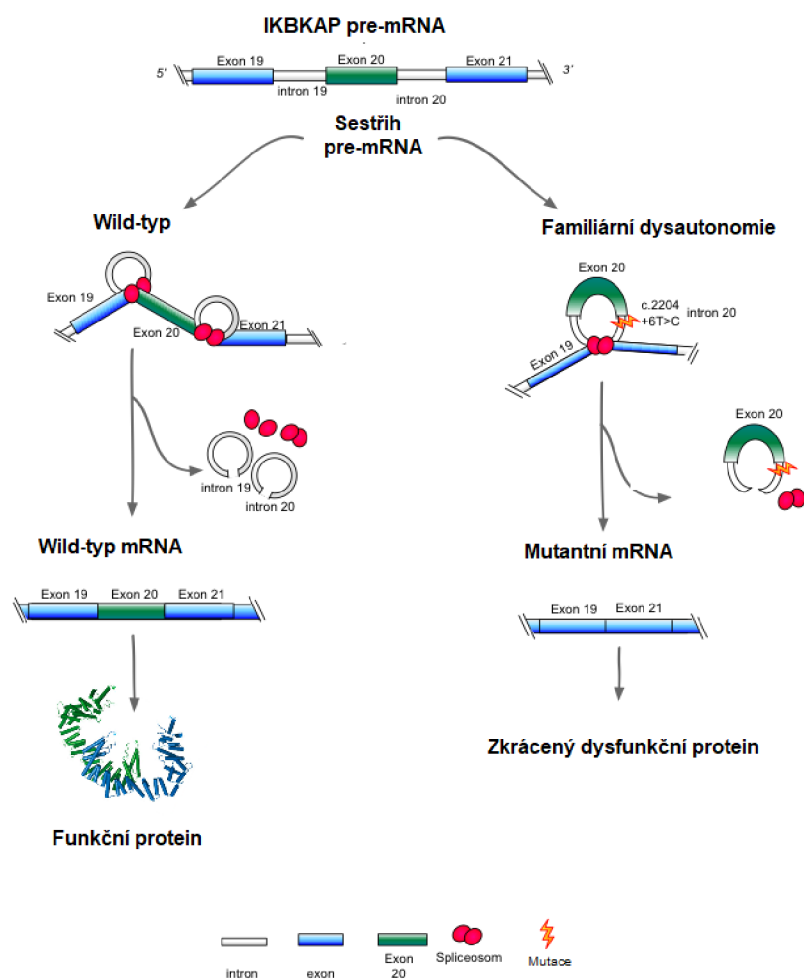 IKBKAP pre-mRNA
Exon 19 Exon 20 Exon 21
5' 3'
intron 19 intron 20
Sestřih
pre-mRNA
Wild-typ
Familiární dysautonomie
Exon 19
Exon 20
Exon 21
Exon 20
c.2204
+6T>C
intron 20
Exon 19
Exon 20
intron 19
intron 20
Wild-typ mRNA
Mutantní mRNA
Exon 19 Exon 20 Exon 21
Exon 19 Exon 21
Zkrácený dysfunkční protein
Funkční protein
intron
exon
Exon
20
Spliceosom
Mutace